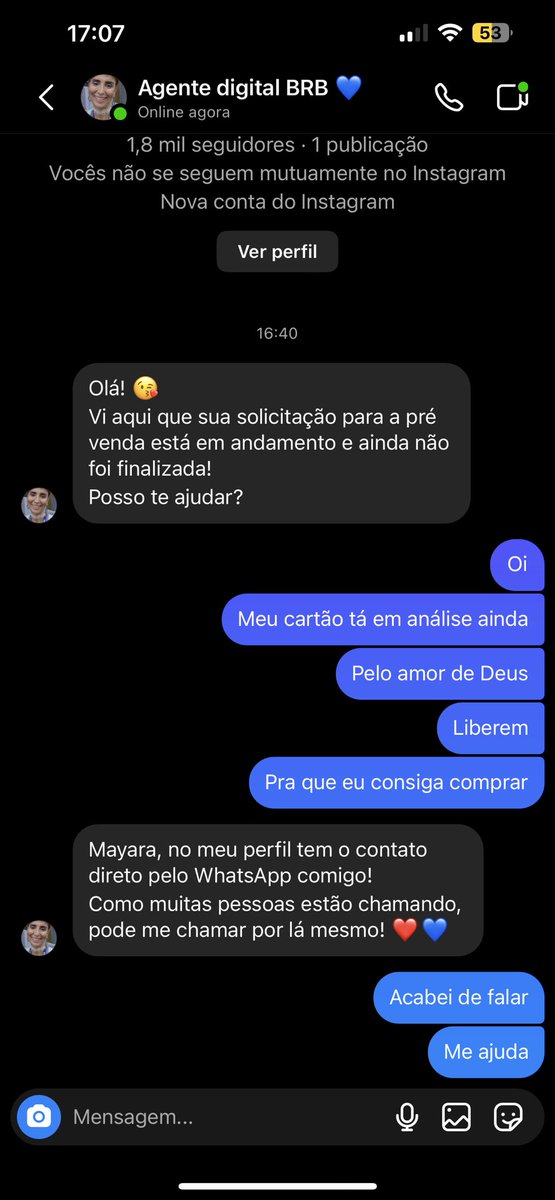 17:07
53
Agente digital BRB 💙
Online agora
1,8 mil seguidores · 1 publicação
Vocês não se seguem mutuamente no Instagram
Nova conta do Instagram
Ver perfil
16:40
Olá! 😘
Vi aqui que sua solicitação para a pré
venda está em andamento e ainda não
foi finalizada!
Posso te ajudar?
Oi
Meu cartão tá em análise ainda
Pelo amor de Deus
Liberem
Pra que eu consiga comprar
Mayara, no meu perfil tem o contato
direto pelo WhatsApp comigo!
Como muitas pessoas estão chamando,
pode me chamar por lá mesmo! ❤️ 💙
Acabei de falar
Me ajuda
Mensagem...